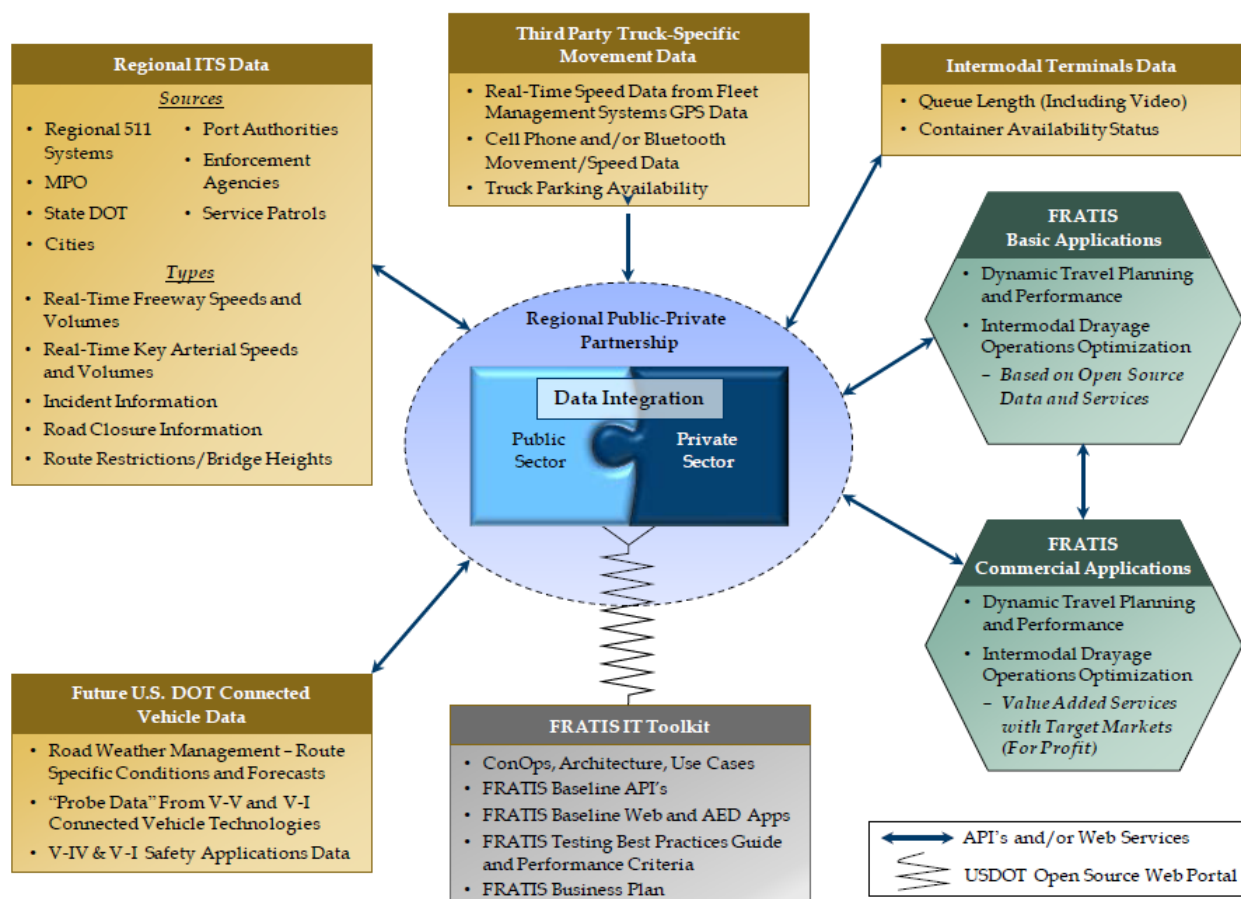 Regional ITS Data
Sources
• Regional 511
Systems
• MPO
• State DOT
• Cities
• Port Authorities
• Enforcement
Agencies
• Service Patrols
Types
• Real-Time Freeway Speeds and
Volumes
• Real-Time Key Arterial Speeds
and Volumes
• Incident Information
• Road Closure Information
• Route Restrictions/Bridge Heights
Third Party Truck-Specific
Movement Data
• Real-Time Speed Data from Fleet
Management Systems GPS Data
• Cell Phone and/or Bluetooth
Movement/Speed Data
• Truck Parking Availability
Intermodal Terminals Data
• Queue Length (Including Video)
• Container Availability Status
Regional Public-Private
Partnership
Data Integration
Public
Sector
Private
Sector
FRATIS
Basic Applications
• Dynamic Travel Planning
and Performance
• Intermodal Drayage
Operations Optimization
– Based on Open Source
Data and Services
FRATIS
Commercial Applications
• Dynamic Travel Planning
and Performance
• Intermodal Drayage
Operations Optimization
– Value Added Services
with Target Markets
(For Profit)
Future U.S. DOT Connected
Vehicle Data
• Road Weather Management – Route
Specific Conditions and Forecasts
• “Probe Data” From V-V and V-I
Connected Vehicle Technologies
• V-IV & V-I Safety Applications Data
FRATIS IT Toolkit
• ConOps, Architecture, Use Cases
• FRATIS Baseline API's
• FRATIS Baseline Web and AED Apps
• FRATIS Testing Best Practices Guide
and Performance Criteria
• FRATIS Business Plan
API's and/or Web Services
USDOT Open Source Web Portal